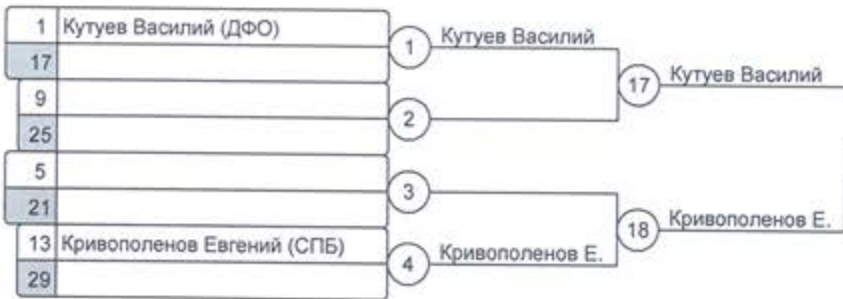 1 Кутуев Василий (ДФО)
17
9
25
5
21
13 Кривополенов Евгений (СПБ)
29
1 Кутуев Василий
2
3
4 Кривополенов Е.
17 Кутуев Василий
18 Кривополенов Е.